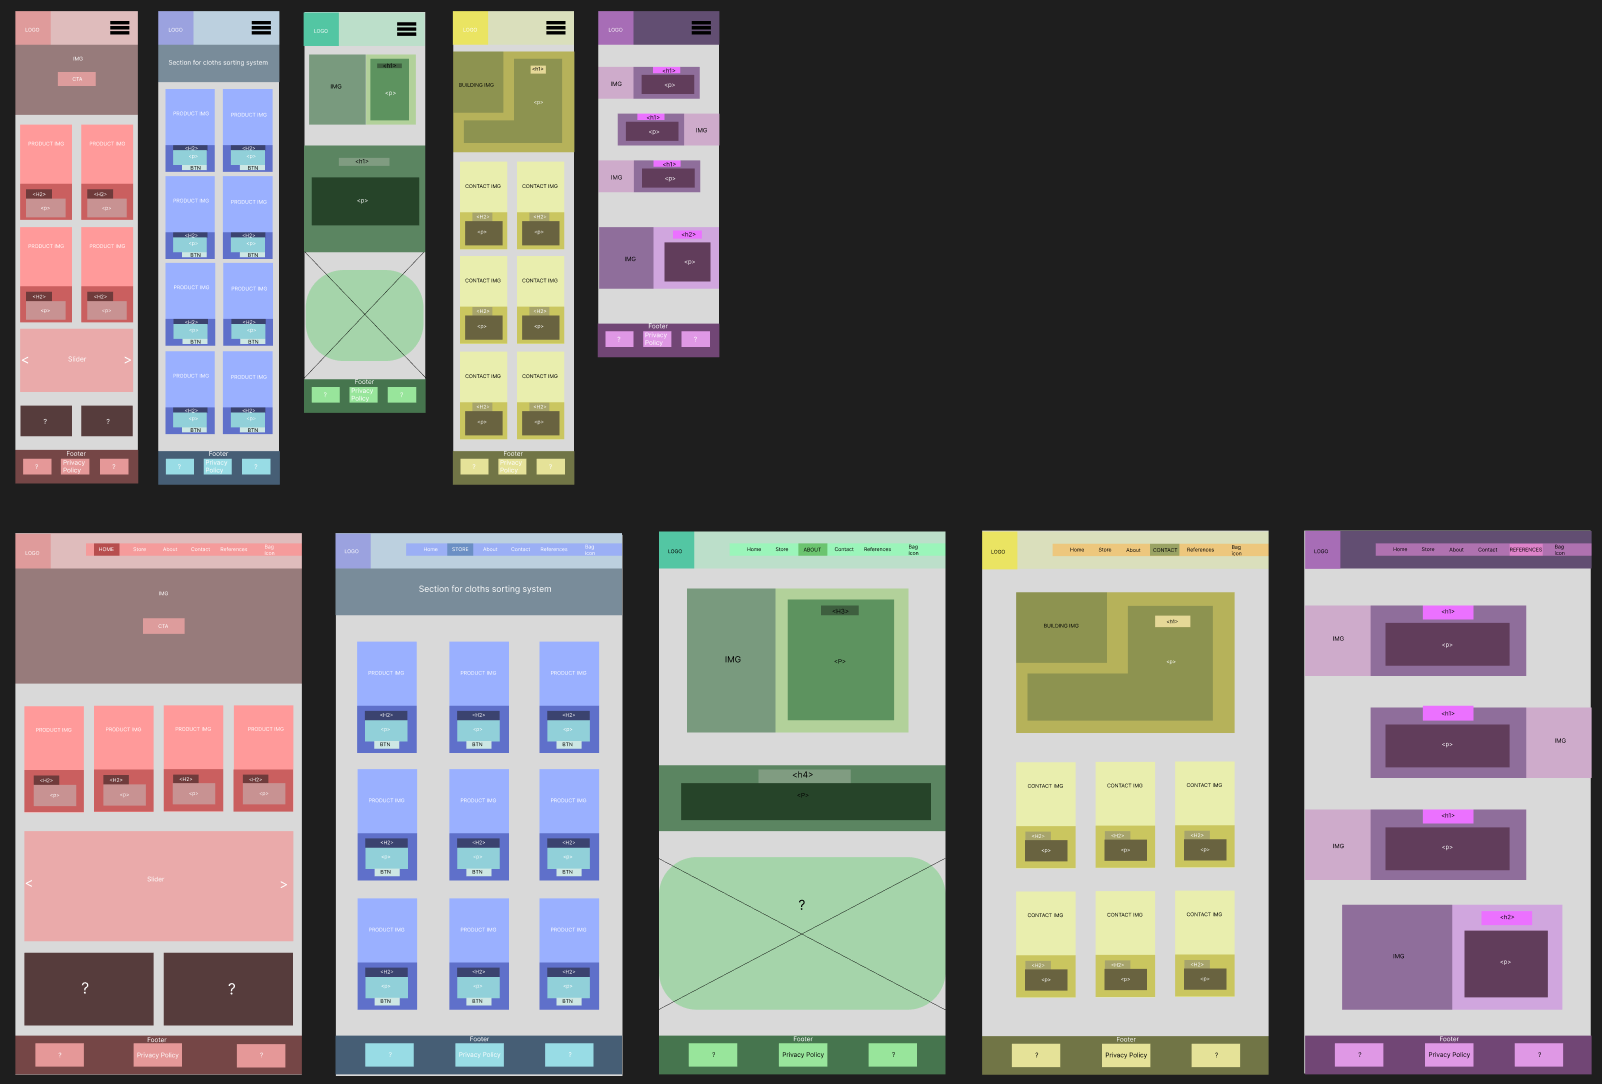 LOGO
IMG
CTA
PRODUCT IMG
PRODUCT IMG
<H2>
<H2>
<p>
<p>
PRODUCT IMG
PRODUCT IMG
<H2>
<H2>
<p>
<p>
<
Slider
>
?
?
Footer
?
Privacy
Policy
?
LOGO
Section for cloths sorting system
PRODUCT IMG
PRODUCT IMG
<H2>
<H2>
<p>
<p>
BTN
BTN
PRODUCT IMG
PRODUCT IMG
<H2>
<H2>
<p>
<p>
BTN
BTN
PRODUCT IMG
PRODUCT IMG
<H2>
<H2>
<p>
<p>
BTN
BTN
PRODUCT IMG
PRODUCT IMG
<H2>
<H2>
<p>
<p>
BTN
BTN
Footer
?
Privacy
Policy
?
LOGO
IMG
<h1>
<p>
<h1>
<p>
Footer
?
Privacy
Policy
?
LOGO
BUILDING IMG
<h1>
<p>
CONTACT IMG
CONTACT IMG
<H2>
<H2>
<p>
<p>
CONTACT IMG
CONTACT IMG
<H2>
<H2>
<p>
<p>
CONTACT IMG
CONTACT IMG
<H2>
<H2>
<p>
<p>
Footer
?
Privacy
Policy
?
LOGO
IMG
<h1>
<p>
<h1>
<p>
IMG
IMG
<h1>
<p>
IMG
<h2>
<p>
Footer
?
Privacy
Policy
?
LOGO
HOME
Store
About
Contact
References
Bag
icon
IMG
CTA
PRODUCT IMG
PRODUCT IMG
PRODUCT IMG
PRODUCT IMG
<H2>
<H2>
<H2>
<H2>
<p>
<p>
<p>
<p>
<
Slider
>
?
?
Footer
?
Privacy Policy
?
LOGO
Home
STORE
About
Contact
References
Bag
icon
Section for cloths sorting system
PRODUCT IMG
PRODUCT IMG
PRODUCT IMG
<H2>
<H2>
<H2>
<p>
<p>
<p>
BTN
BTN
BTN
PRODUCT IMG
PRODUCT IMG
PRODUCT IMG
<H2>
<H2>
<H2>
<p>
<p>
<p>
BTN
BTN
BTN
PRODUCT IMG
PRODUCT IMG
PRODUCT IMG
<H2>
<H2>
<H2>
<p>
<p>
<p>
BTN
BTN
BTN
Footer
?
Privacy Policy
?
LOGO
Home
Store
ABOUT
Contact
References
Bag
icon
IMG
<H2>
<P>
<h4>
<P>
?
Footer
?
Privacy Policy
?
LOGO
Home
Store
About
CONTACT
References
Bag
icon
BUILDING IMG
<h1>
<p>
CONTACT IMG
CONTACT IMG
CONTACT IMG
<H2>
<H2>
<H2>
<p>
<p>
<p>
CONTACT IMG
CONTACT IMG
CONTACT IMG
<H2>
<H2>
<H2>
<p>
<p>
<p>
Footer
?
Privacy Policy
?
LOGO
Home
Store
About
Contact
REFERENCES
Bag
icon
IMG
<h1>
<p>
<h1>
<p>
IMG
IMG
<h1>
<p>
IMG
<h2>
<p>
Footer
?
Privacy Policy
?